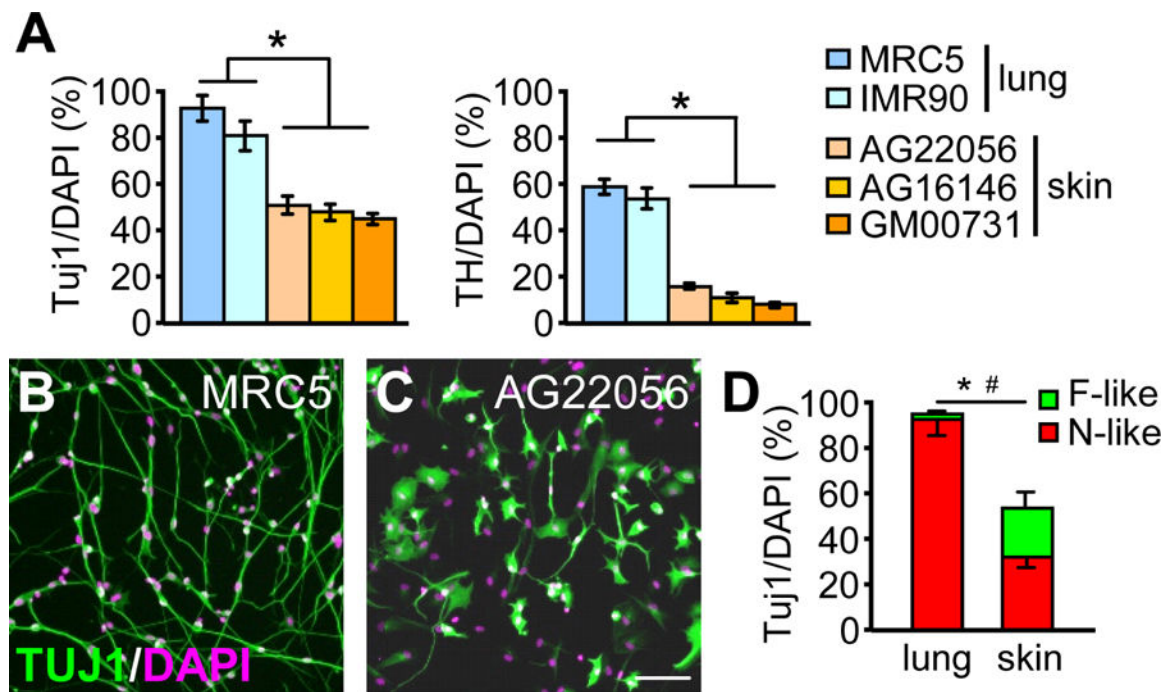 A
Tuj1/DAPI (%)
100
80
60
40
20
0
*
TH/DAPI (%)
100
80
60
40
20
0
*
MRC5
IMR90
lung
AG22056
AG16146
GM00731
skin
B
MRC5
TUJ1/DAPI
C
AG22056
D
Tuj1/DAPI (%)
100
80
60
40
20
0
* #
lung skin
F-like
N-like